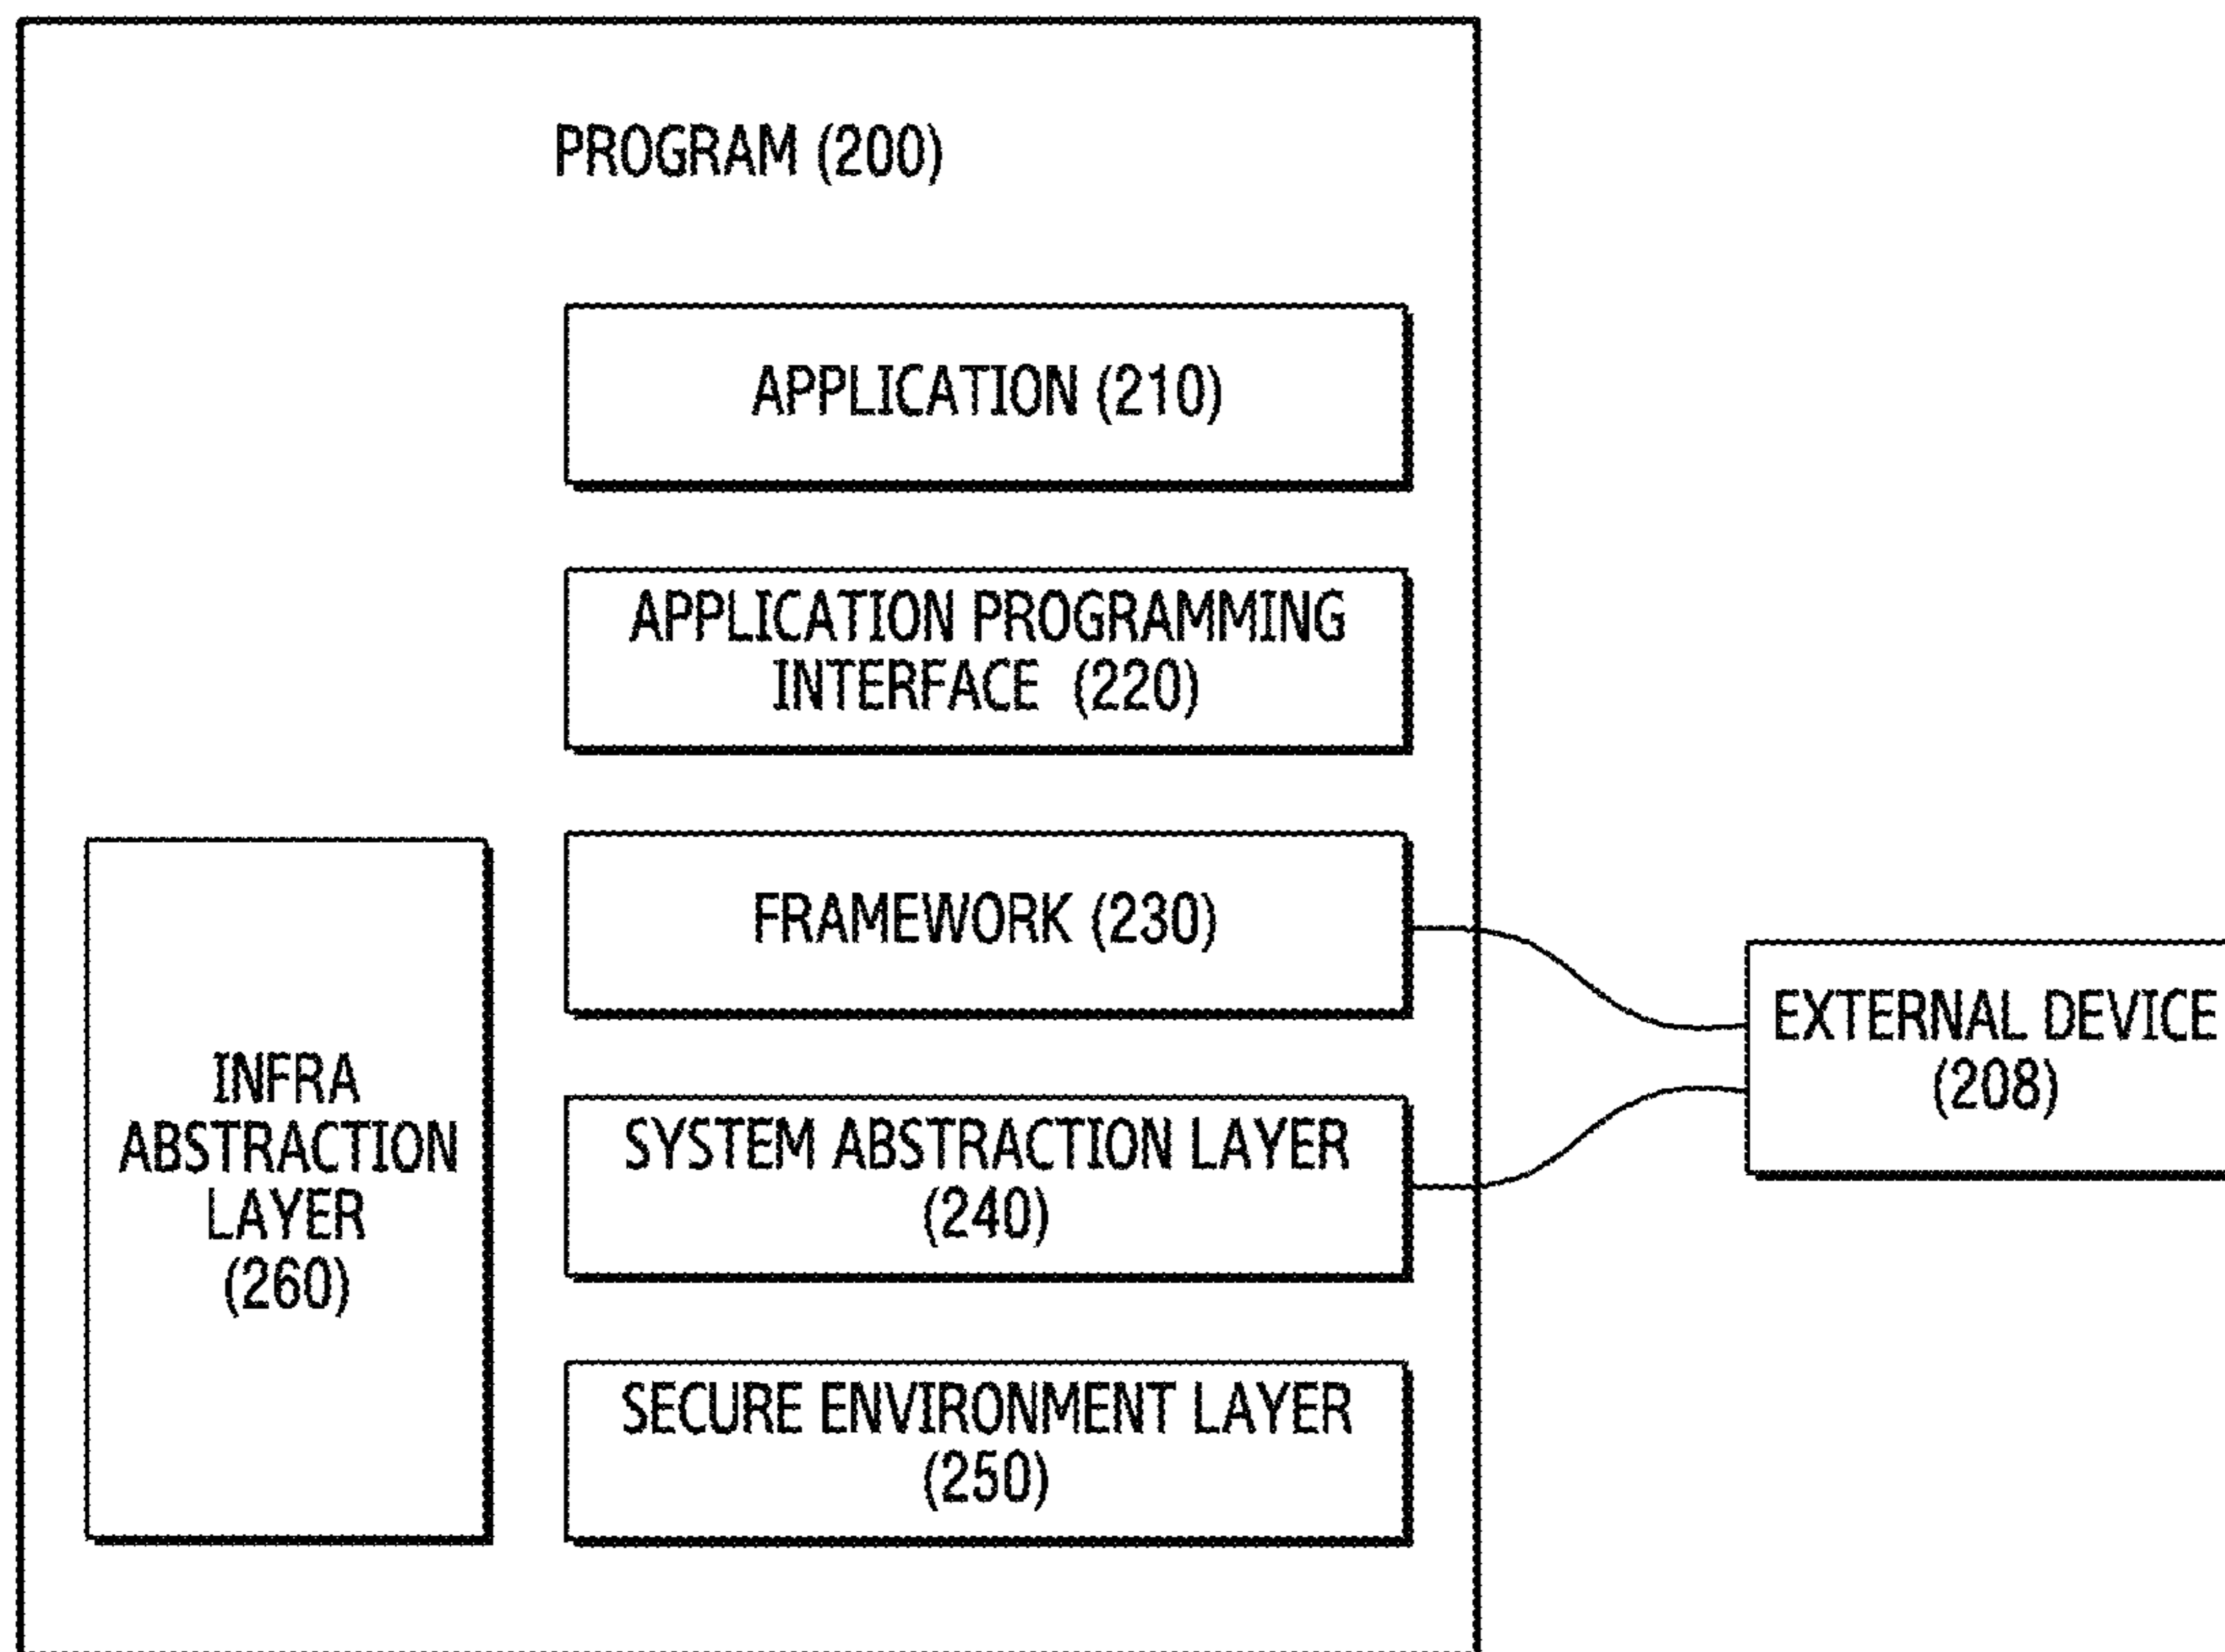 PROGRAM (200)
APPLICATION (210)
APPLICATION PROGRAMMING
INTERFACE (220)
FRAMEWORK (230)
SYSTEM ABSTRACTION LAYER
(240)
SECURE ENVIRONMENT LAYER
(250)
INFRA
ABSTRACTION
LAYER
(260)
EXTERNAL DEVICE
(208)